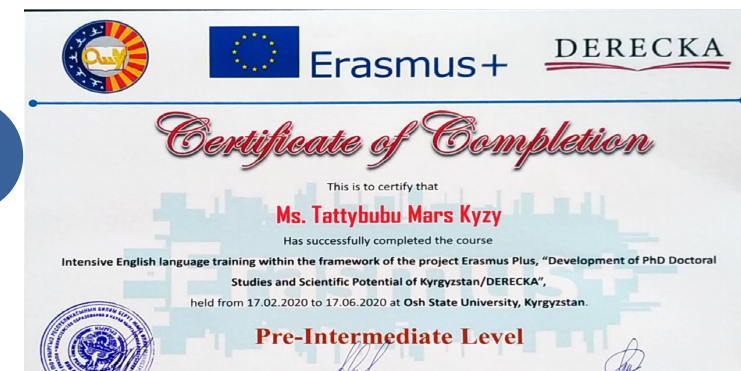 Erasmus+
DERECKA
Certificate of Completion
This is to certify that
Ms. Tattybubu Mars Kyzy
Has successfully completed the course
Intensive English language training within the framework of the project Erasmus Plus, "Development of PhD Doctoral
Studies and Scientific Potential of Kyrgyzstan/DERECKA",
held from 17.02.2020 to 17.06.2020 at Osh State University, Kyrgyzstan.
Pre-Intermediate Level